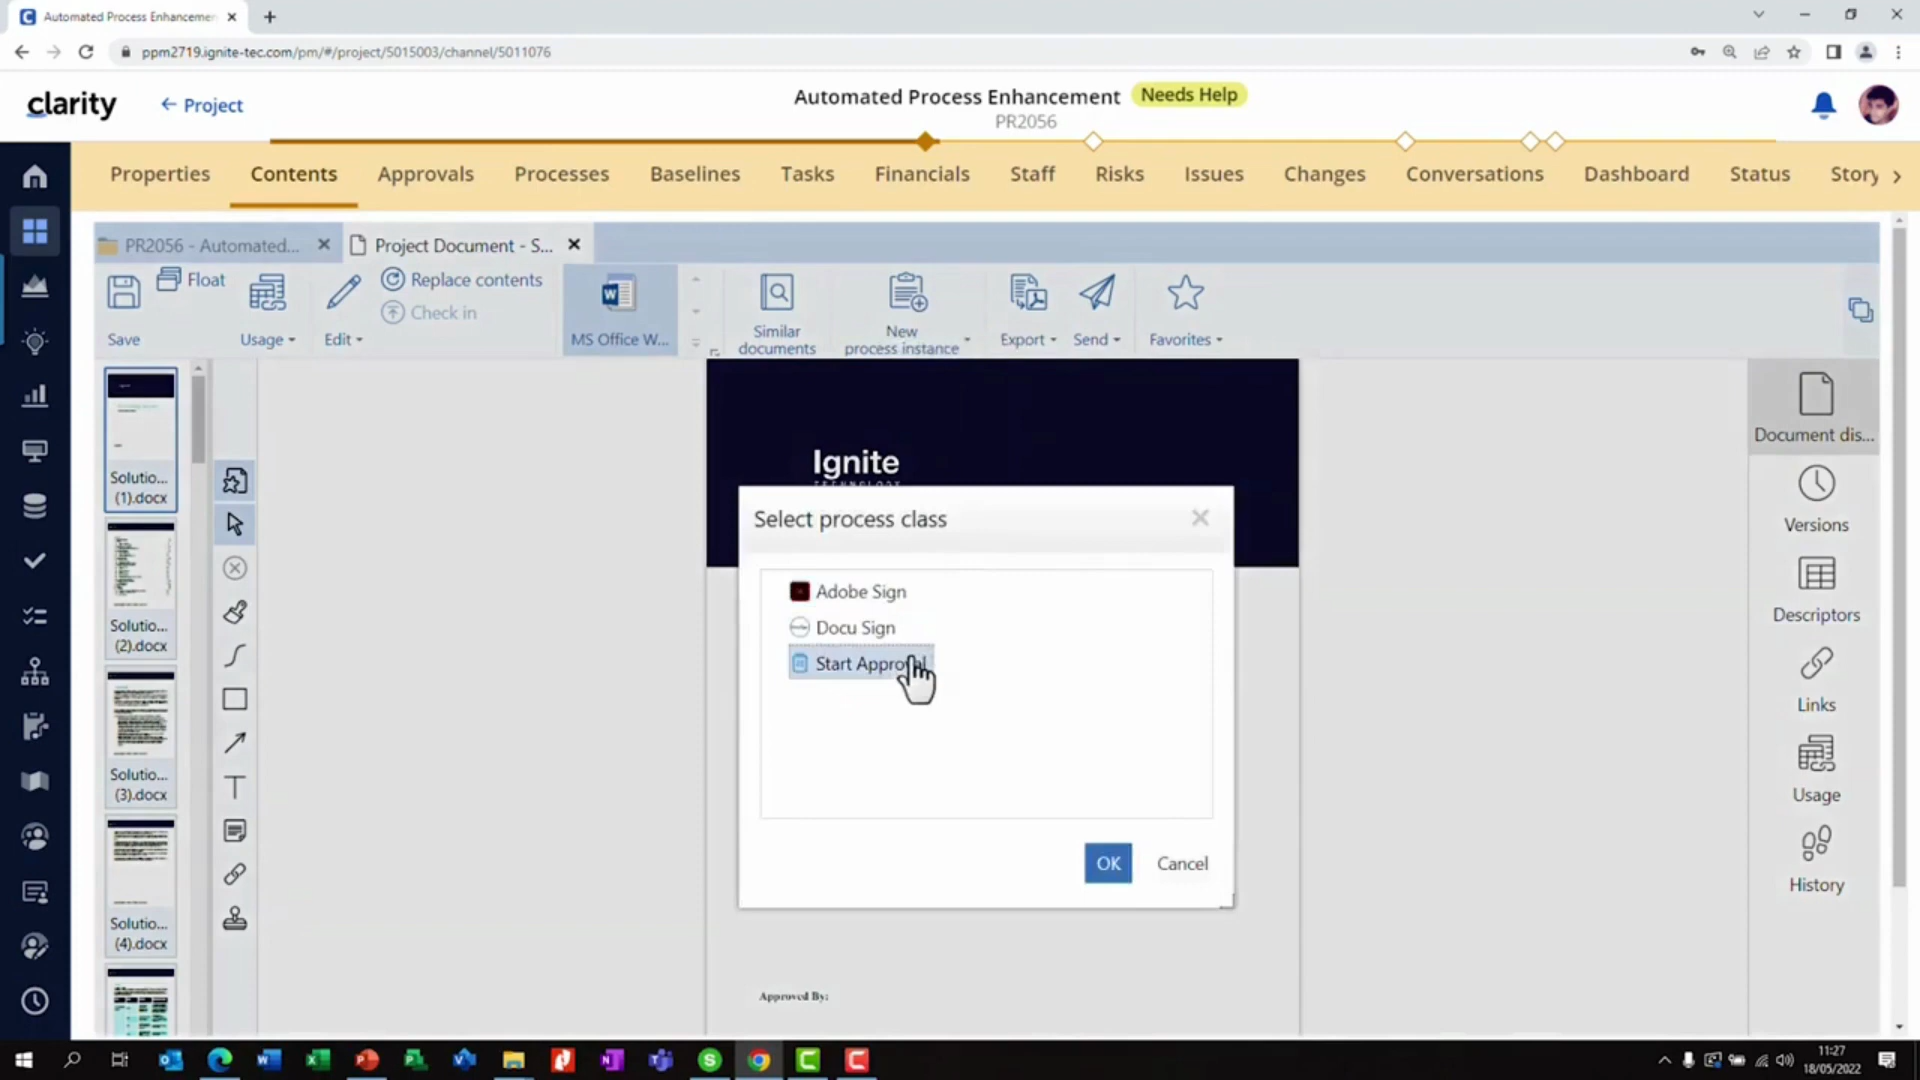 Automated Process Enhancemen
ppm2719.ignite-tec.com/pm/#/project/5015003/channel/5011076
clarity
← Project
Automated Process Enhancement
Needs Help
PR2056
Properties
Contents
Approvals
Processes
Baselines
Tasks
Financials
Staff
Risks
Issues
Changes
Conversations
Dashboard
Status
Story
PR2056 - Automated...
Project Document - S...
Save
Float
Usage
Edit
Replace contents
Check in
MS Office W...
Similar
documents
New
process instance
Export
Send
Favorites
Solutio...
(1).docx
Solutio...
(2).docx
Solutio...
(3).docx
Solutio...
(4).docx
Ignite
TECHNOLOGY
Select process class
Adobe Sign
Docu Sign
Start Approval
OK
Cancel
Approved By:
Document dis...
Versions
Descriptors
Links
Usage
History
11:27
18/05/2022